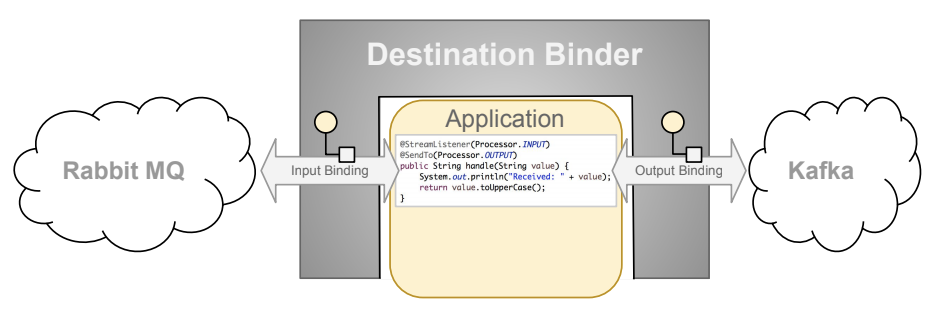 Destination Binder
Application
Rabbit MQ
Input Binding
@StreamListener(Processor.INPUT)
@SendTo(Processor.OUTPUT)
public String handle(String value) {
    System.out.println("Received: " + value);
    return value.toUpperCase();
}
Output Binding
Kafka